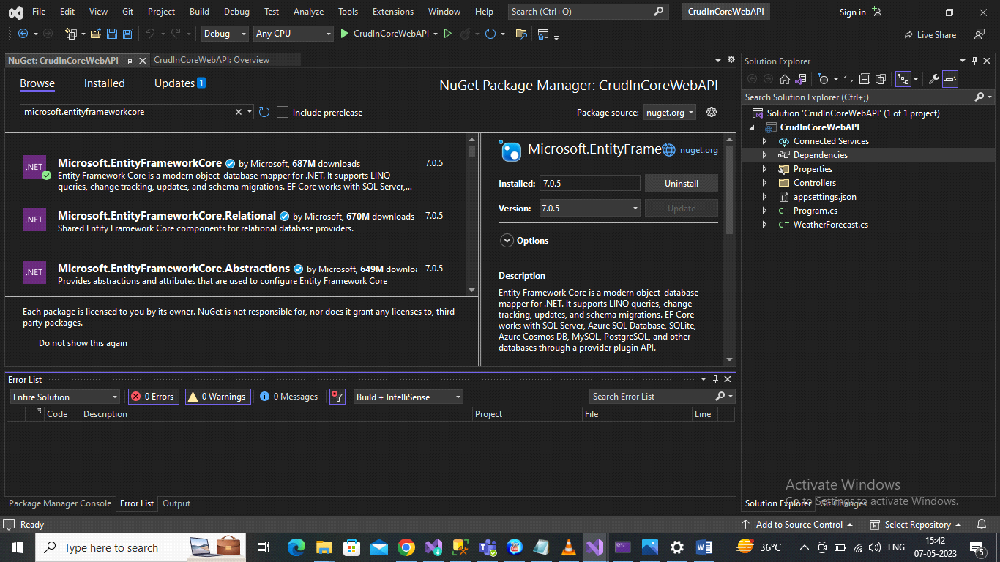 File Edit View Git Project Build Debug Test Analyze Tools Extensions Window Help Search (Ctrl+Q) CrudInCoreWebAPI Sign in
Debug Any CPU CrudInCoreWebAPI Live Share
NuGet: CrudInCoreWebAPI CrudInCoreWebAPI: Overview
Browse Installed Updates 1 NuGet Package Manager: CrudInCoreWebAPI
microsoft.entityframeworkcore Include prerelease Package source: nuget.org
.NET
Microsoft.EntityFrameworkCore by Microsoft, 687M downloads 7.0.5
Entity Framework Core is a modern object-database mapper for .NET. It supports LINQ
queries, change tracking, updates, and schema migrations. EF Core works with SQL Server,...
.NET
Microsoft.EntityFrameworkCore.Relational by Microsoft, 670M downloads 7.0.5
Shared Entity Framework Core components for relational database providers.
.NET
Microsoft.EntityFrameworkCore.Abstractions by Microsoft, 649M downloa 7.0.5
Provides abstractions and attributes that are used to configure Entity Framework Core
Each package is licensed to you by its owner. NuGet is not responsible for, nor does it grant any licenses to, third-
party packages.
Do not show this again
Microsoft.EntityFrame nuget.org
Installed: 7.0.5 Uninstall
Version: 7.0.5 Update
Options
Description
Entity Framework Core is a modern object-database
mapper for .NET. It supports LINQ queries, change
tracking, updates, and schema migrations. EF Core
works with SQL Server, Azure SQL Database, SQLite,
Azure Cosmos DB, MySQL, PostgreSQL, and other
databases through a provider plugin API.
Solution Explorer
Search Solution Explorer (Ctrl+;)
Solution 'CrudInCoreWebAPI' (1 of 1 project)
CrudInCoreWebAPI
Connected Services
Dependencies
Properties
Controllers
appsettings.json
C# Program.cs
C# WeatherForecast.cs
Error List
Entire Solution 0 Errors 0 Warnings 0 Messages Build + IntelliSense Search Error List
Code Description Project File Line
Package Manager Console Error List Output
Activate Windows
Go to Settings to activate Windows.
Solution Explorer Git Changes
Ready Add to Source Control Select Repository
Type here to search 36°C ENG 15:42
07-05-2023 5